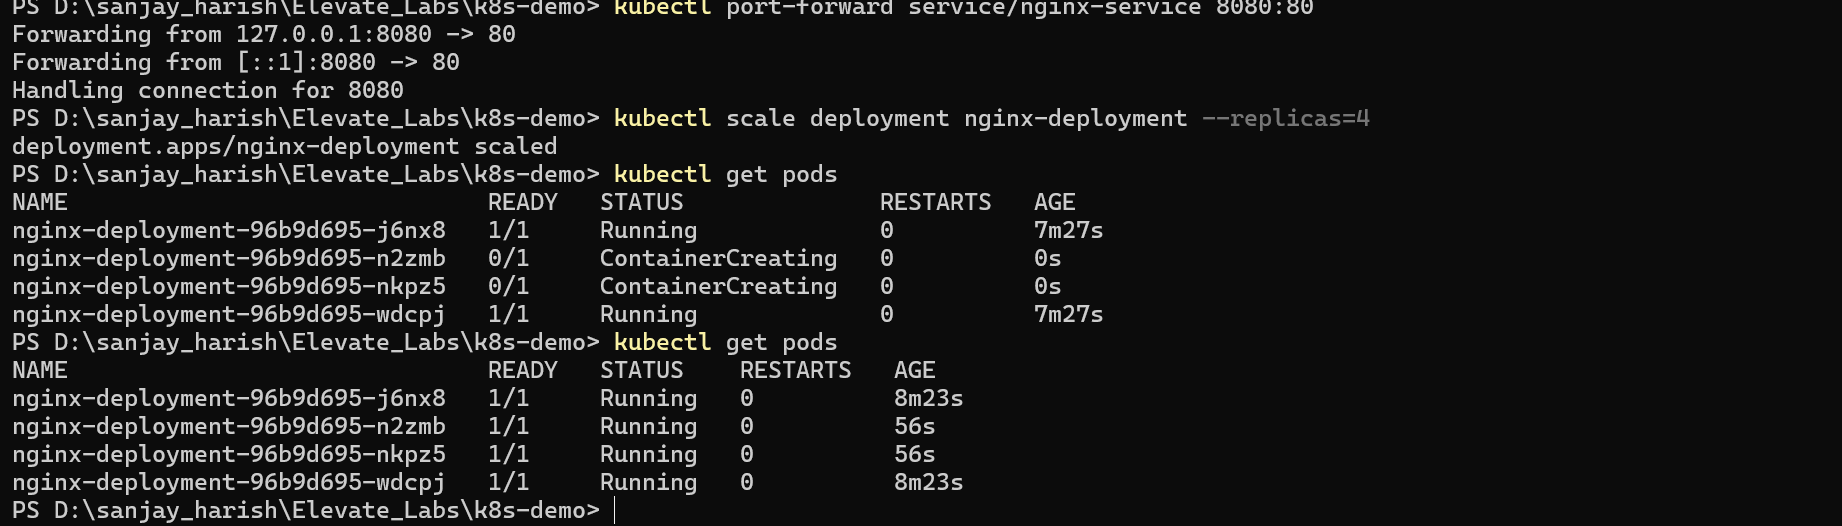 PS D:\sanjay_harish\Elevate_Labs\k8s-demo> kubectl port-forward service/nginx-service 8080:80
Forwarding from 127.0.0.1:8080 -> 80
Forwarding from [::1]:8080 -> 80
Handling connection for 8080
PS D:\sanjay_harish\Elevate_Labs\k8s-demo> kubectl scale deployment nginx-deployment --replicas=4
deployment.apps/nginx-deployment scaled
PS D:\sanjay_harish\Elevate_Labs\k8s-demo> kubectl get pods
NAME                              READY   STATUS              RESTARTS   AGE
nginx-deployment-96b9d695-j6nx8   1/1     Running             0          7m27s
nginx-deployment-96b9d695-n2zmb   0/1     ContainerCreating   0          0s
nginx-deployment-96b9d695-nkpz5   0/1     ContainerCreating   0          0s
nginx-deployment-96b9d695-wdcpj   1/1     Running             0          7m27s
PS D:\sanjay_harish\Elevate_Labs\k8s-demo> kubectl get pods
NAME                              READY   STATUS    RESTARTS   AGE
nginx-deployment-96b9d695-j6nx8   1/1     Running   0          8m23s
nginx-deployment-96b9d695-n2zmb   1/1     Running   0          56s
nginx-deployment-96b9d695-nkpz5   1/1     Running   0          56s
nginx-deployment-96b9d695-wdcpj   1/1     Running   0          8m23s
PS D:\sanjay_harish\Elevate_Labs\k8s-demo>